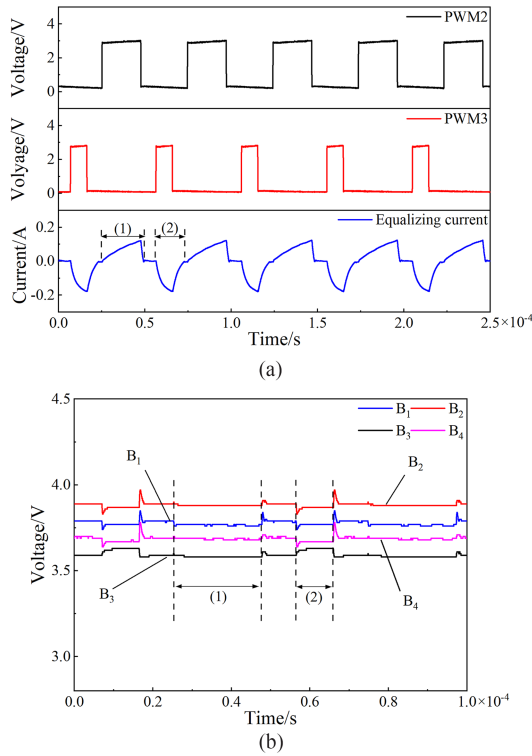 PWM2
Voltage/V
4
2
0
PWM3
Volyage/V
4
2
0
Equalizing current
Current/A
0.2
0.0
-0.2
(1)
(2)
0.0 0.5 1.0 1.5 2.0 2.5×10⁻⁴
Time/s
(a)
B₁ B₂
B₃ B₄
Voltage/V
4.5
4.0
3.5
3.0
B₁
B₂
B₃
B₄
(1)
(2)
0.0 0.2 0.4 0.6 0.8 1.0×10⁻⁴
Time/s
(b)